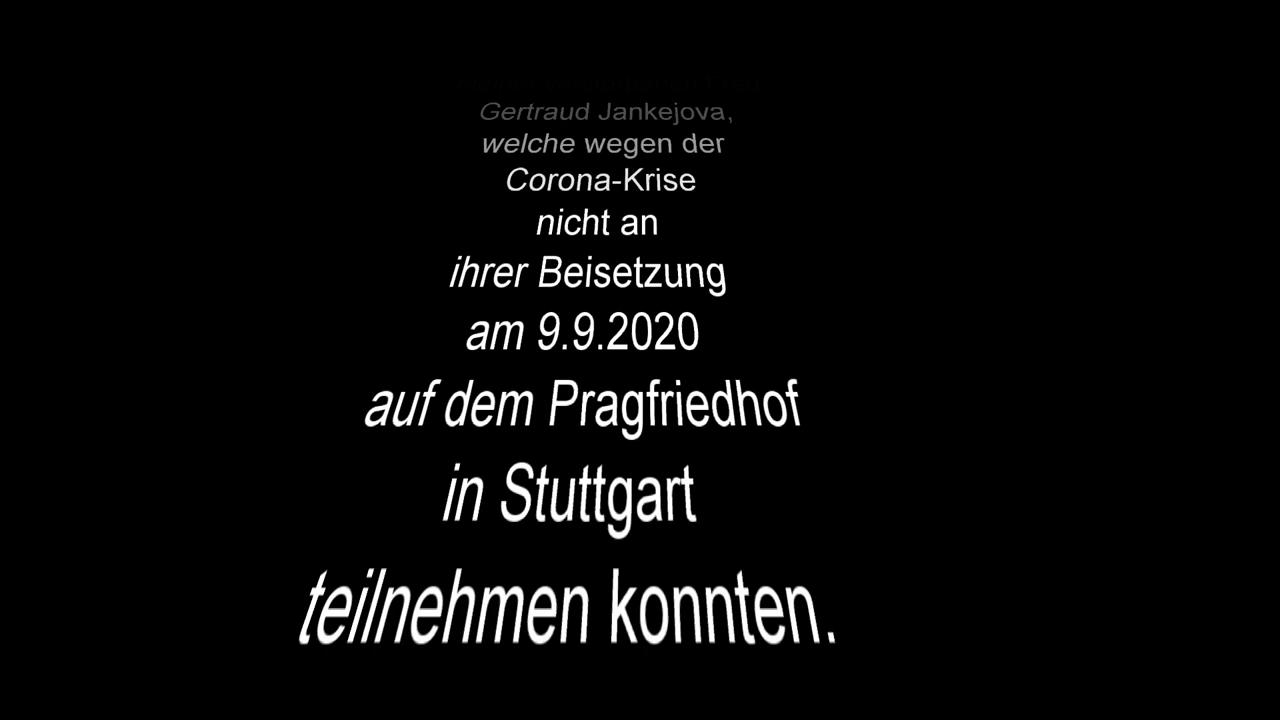 Gertraud Jankejova,
welche wegen der
Corona-Krise
nicht an
ihrer Beisetzung
am 9.9.2020
auf dem Pragfriedhof
in Stuttgart
teilnehmen konnten.